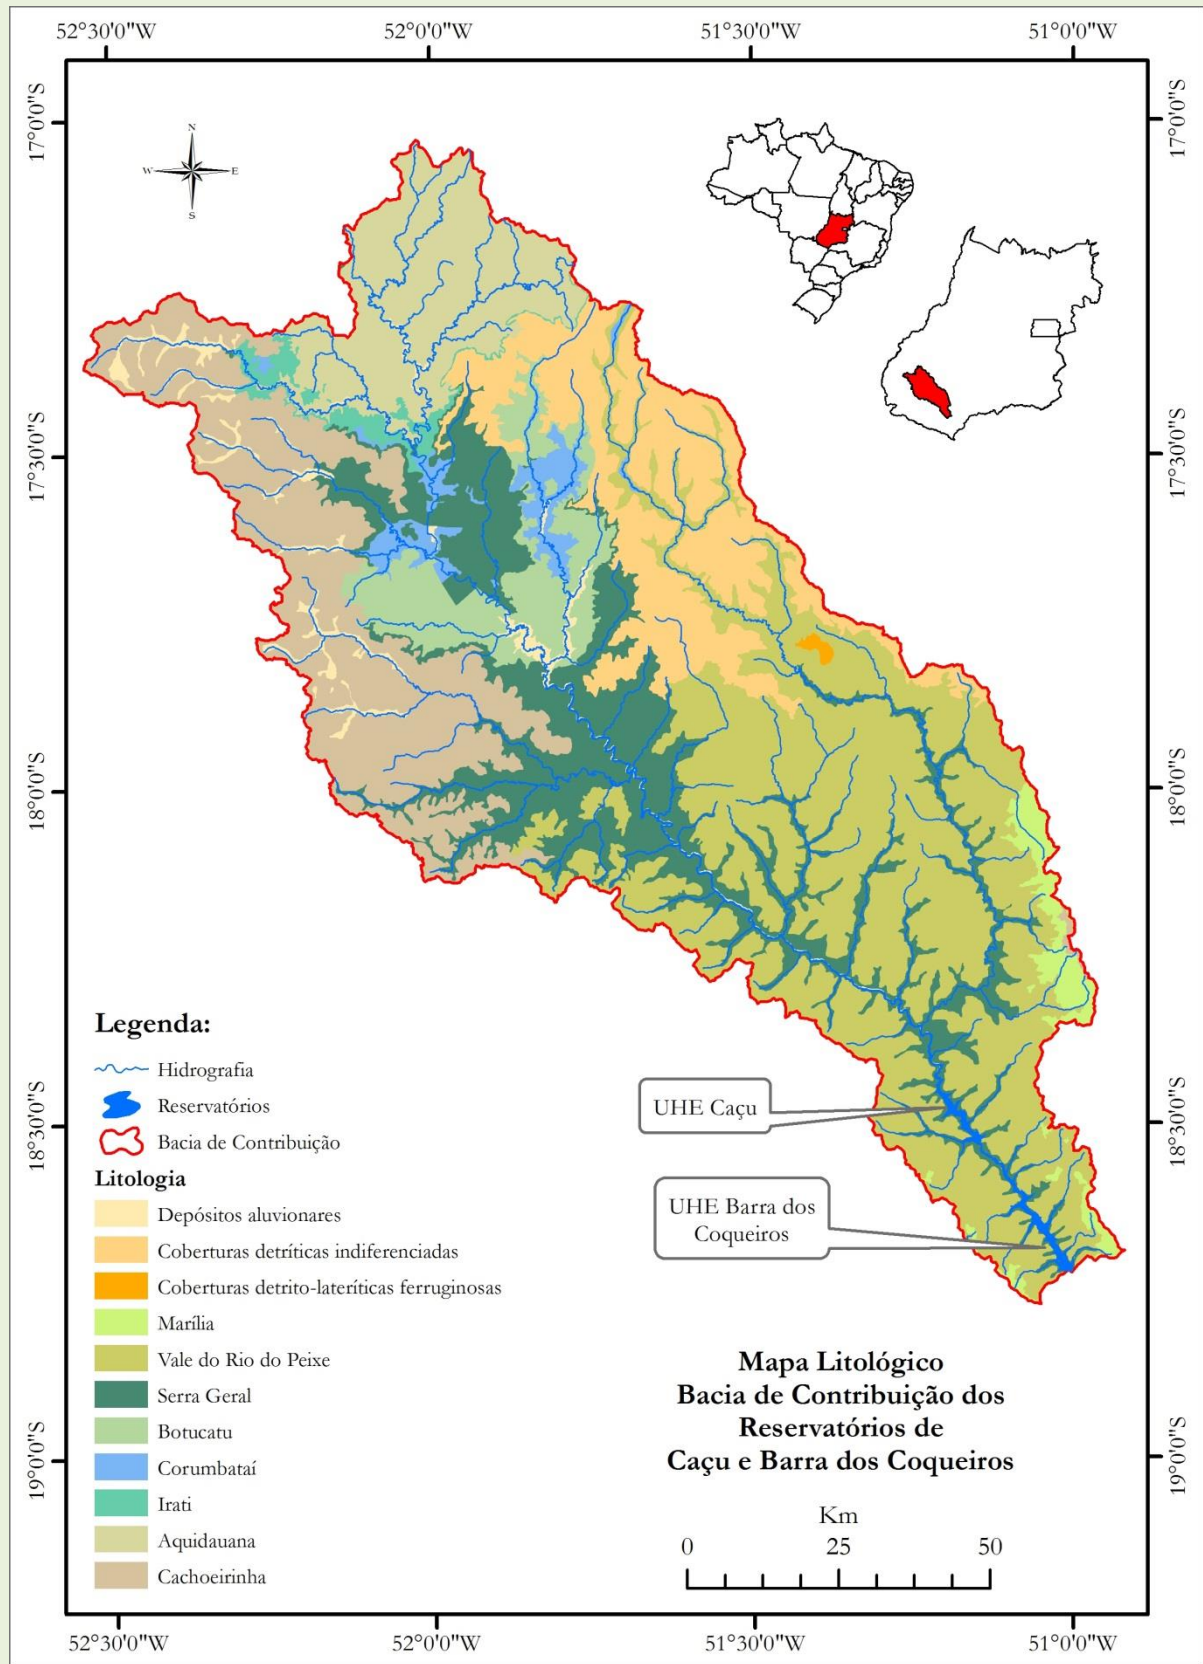 52°30'0"W 52°0'0"W 51°30'0"W 51°0'0"W
17°0'0"S
17°0'0"S
N
W E
S
17°30'0"S
17°30'0"S
18°0'0"S
18°0'0"S
Legenda:
Hidrografia
Reservatórios
Bacia de Contribuição
Litologia
Depósitos aluvionares
Coberturas detríticas indiferenciadas
Coberturas detrito-lateríticas ferruginosas
Marília
Vale do Rio do Peixe
Serra Geral
Botucatu
Corumbataí
Irati
Aquidauana
Cachoeirinha
UHE Caçu
UHE Barra dos
Coqueiros
18°30'0"S
18°30'0"S
Mapa Litológico
Bacia de Contribuição dos
Reservatórios de
Caçu e Barra dos Coqueiros
19°0'0"S
19°0'0"S
Km
0 25 50
52°30'0"W 52°0'0"W 51°30'0"W 51°0'0"W